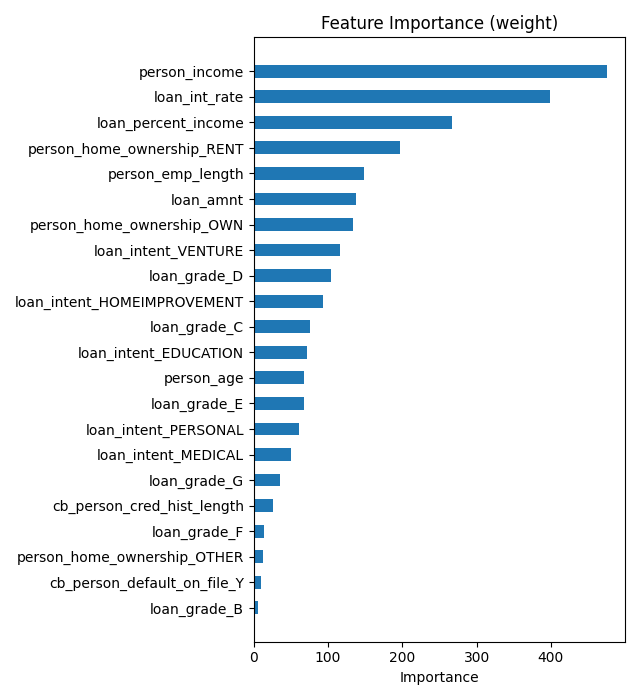 Feature Importance (weight)
person_income
loan_int_rate
loan_percent_income
person_home_ownership_RENT
person_emp_length
loan_amnt
person_home_ownership_OWN
loan_intent_VENTURE
loan_grade_D
loan_intent_HOMEIMPROVEMENT
loan_grade_C
loan_intent_EDUCATION
person_age
loan_grade_E
loan_intent_PERSONAL
loan_intent_MEDICAL
loan_grade_G
cb_person_cred_hist_length
loan_grade_F
person_home_ownership_OTHER
cb_person_default_on_file_Y
loan_grade_B
0 100 200 300 400
Importance